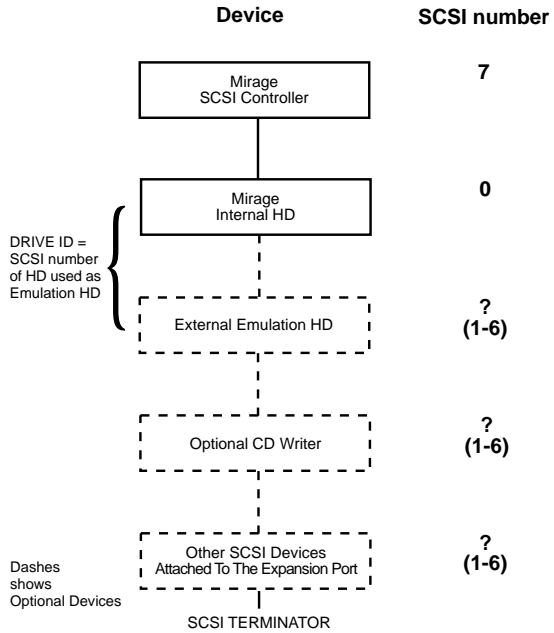 Device
SCSI number
Mirage
SCSI Controller
7
Mirage
Internal HD
0
DRIVE ID =
SCSI number
of HD used as
Emulation HD
External Emulation HD
?
(1-6)
Optional CD Writer
?
(1-6)
Other SCSI Devices
Attached To The Expansion Port
?
(1-6)
Dashes
shows
Optional Devices
SCSI TERMINATOR